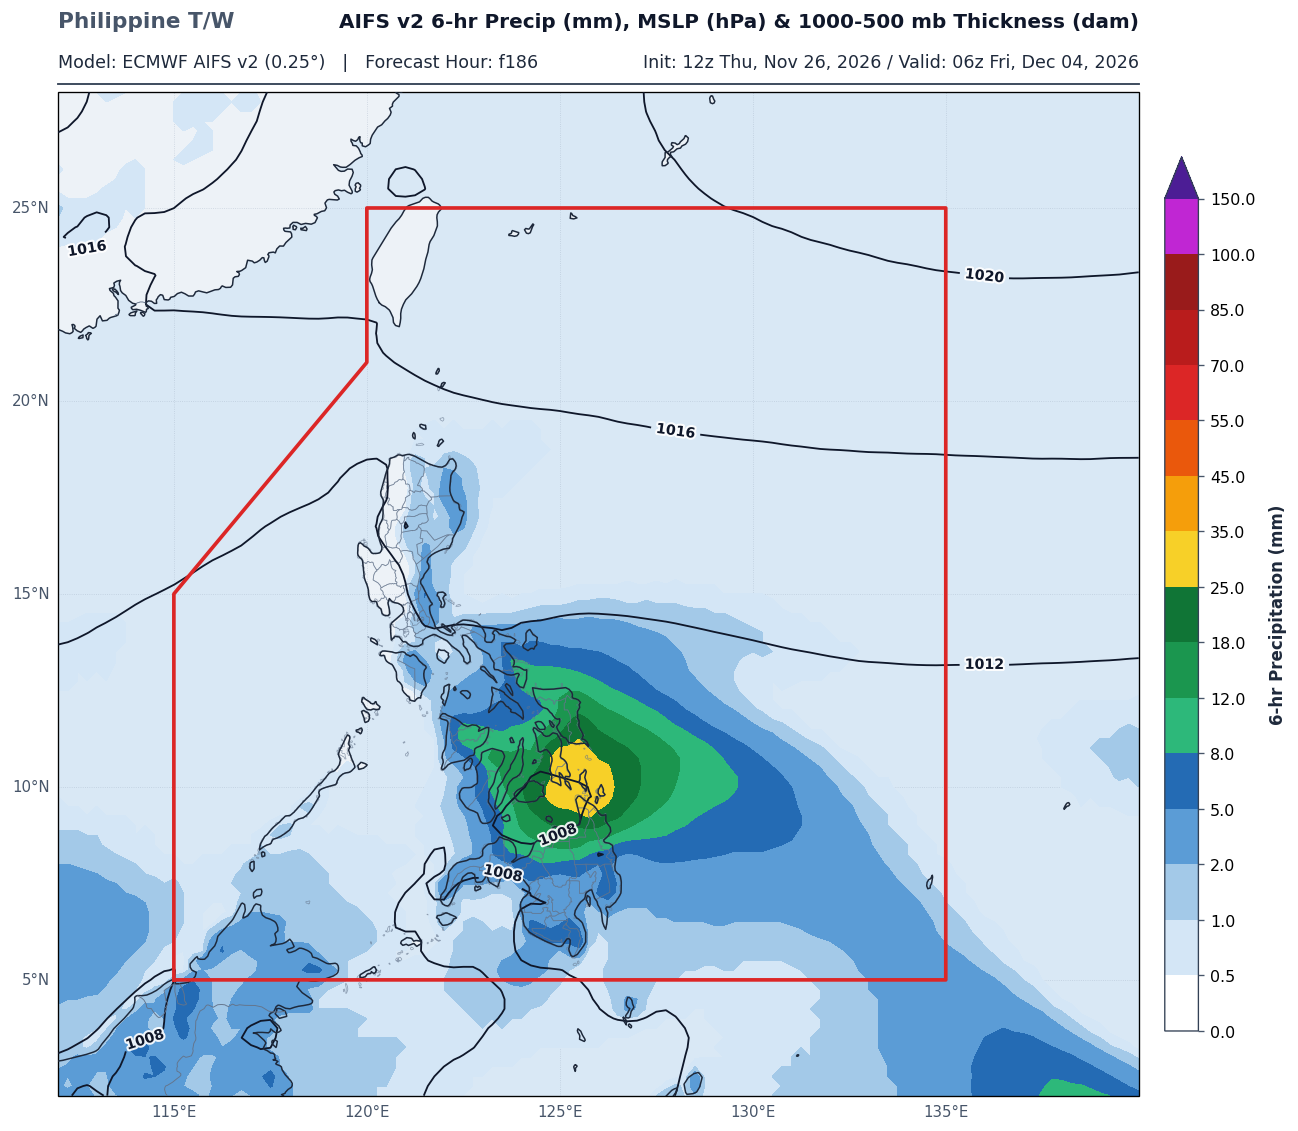 Philippine T/W
AIFS v2 6-hr Precip (mm), MSLP (hPa) & 1000-500 mb Thickness (dam)
Model: ECMWF AIFS v2 (0.25°) | Forecast Hour: f186
Init: 12z Thu, Nov 26, 2026 / Valid: 06z Fri, Dec 04, 2026
25°N
20°N
15°N
10°N
5°N
115°E
120°E
125°E
130°E
135°E
1016
1020
1016
1012
1008
1008
1008
150.0
100.0
85.0
70.0
55.0
45.0
35.0
25.0
18.0
12.0
8.0
5.0
2.0
1.0
0.5
0.0
6-hr Precipitation (mm)